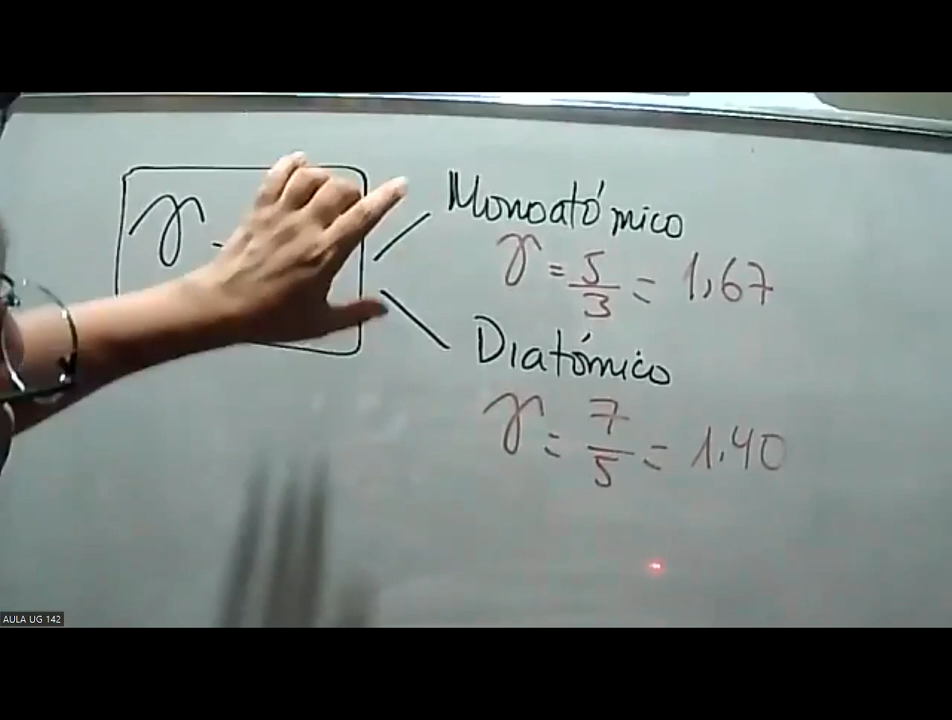 γ
Monoatómico
γ = 5/3 = 1,67
Diatómico
γ = 7/5 = 1.40
AULA UG 142